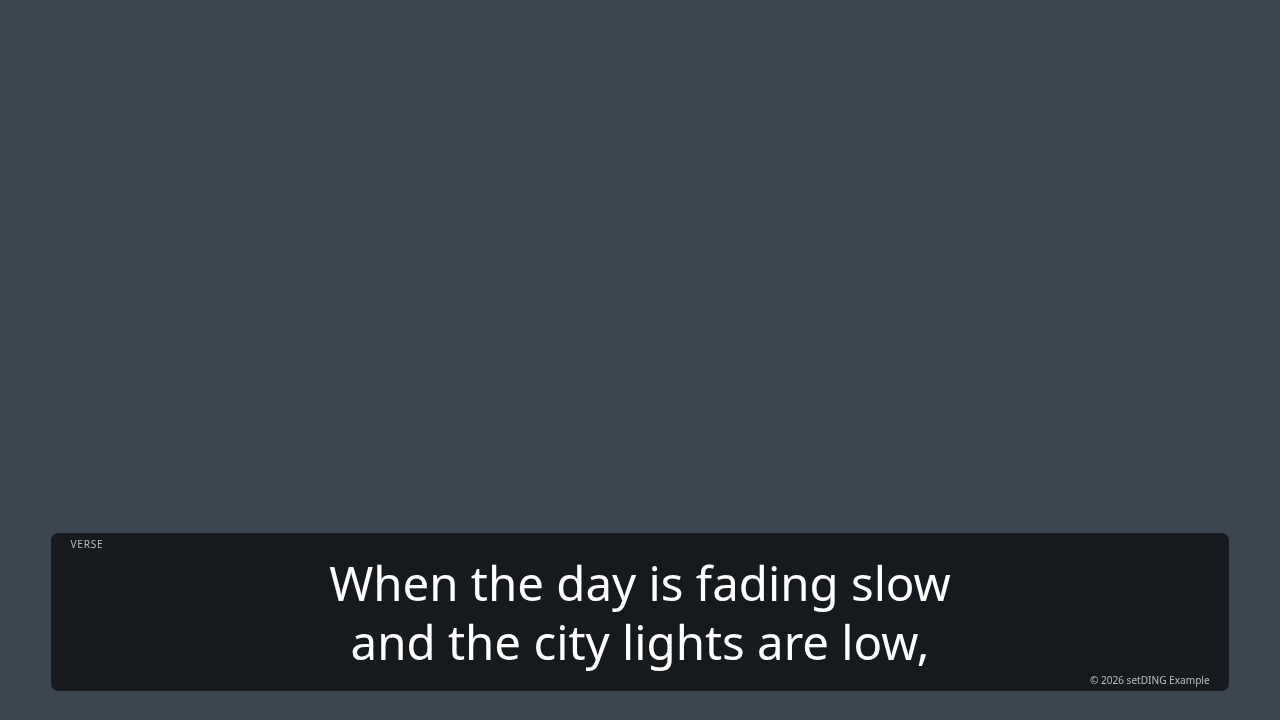 VERSE
When the day is fading slow
and the city lights are low,
© 2026 setDING Example